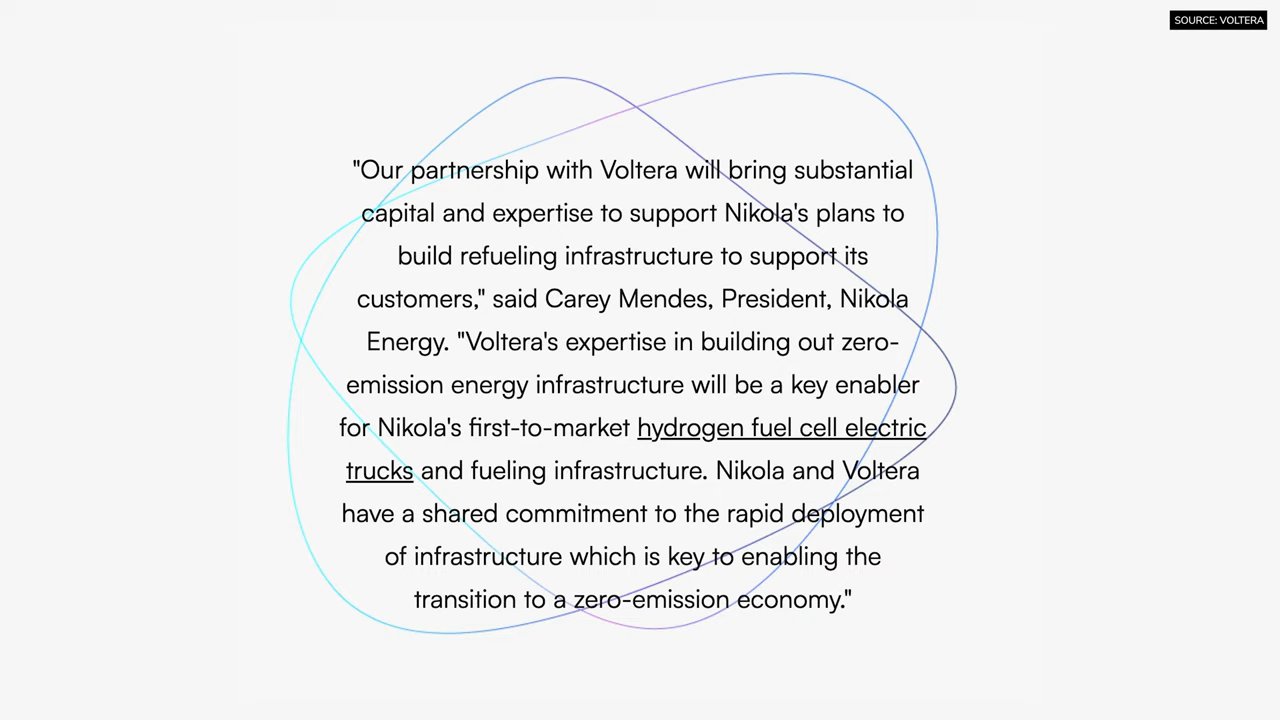 SOURCE: VOLTERA
"Our partnership with Voltera will bring substantial
capital and expertise to support Nikola's plans to
build refueling infrastructure to support its
customers," said Carey Mendes, President, Nikola
Energy. "Voltera's expertise in building out zero-
emission energy infrastructure will be a key enabler
for Nikola's first-to-market hydrogen fuel cell electric
trucks and fueling infrastructure. Nikola and Voltera
have a shared commitment to the rapid deployment
of infrastructure which is key to enabling the
transition to a zero-emission economy."